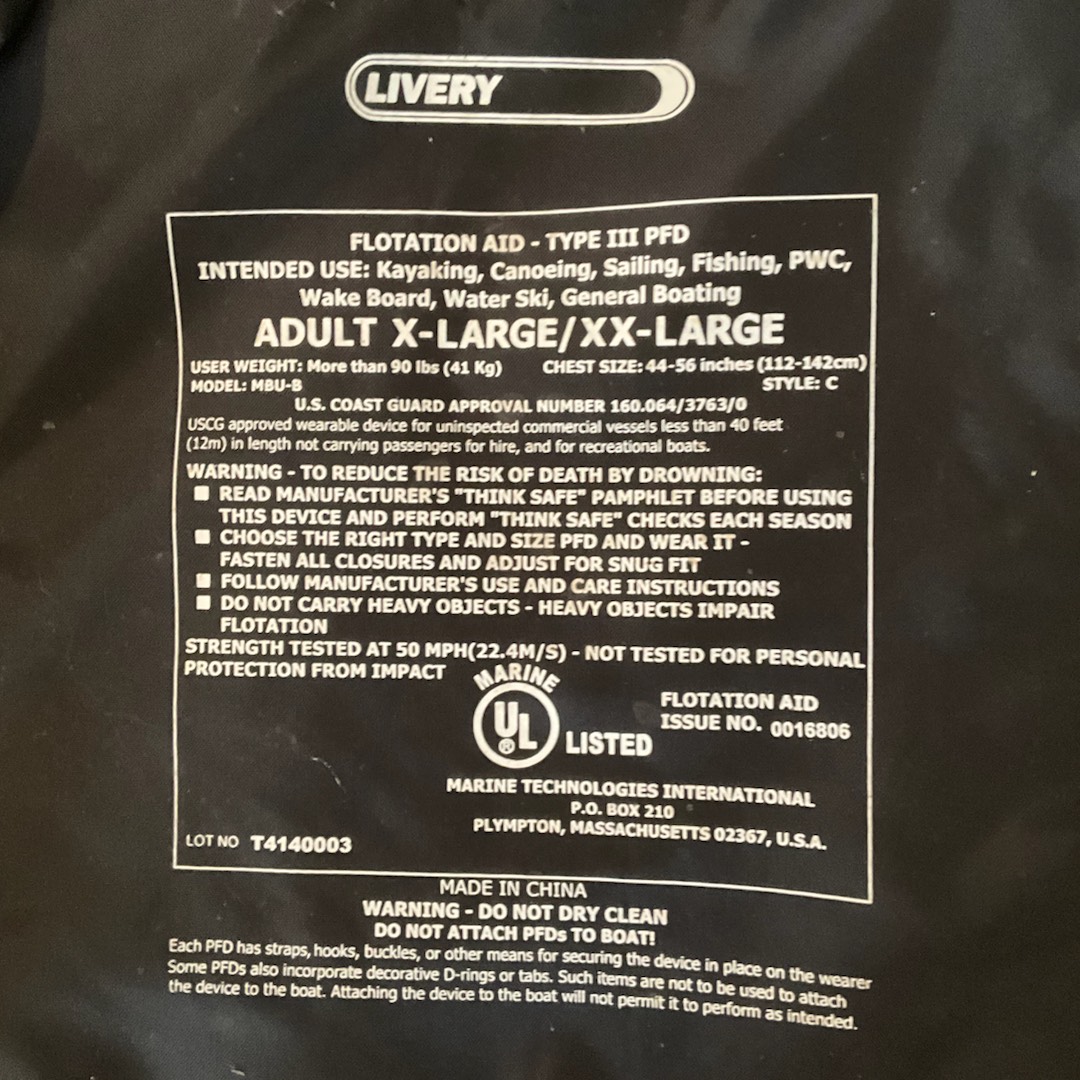 LIVERY
FLOTATION AID - TYPE III PFD
INTENDED USE: Kayaking, Canoeing, Sailing, Fishing, PWC,
Wake Board, Water Ski, General Boating
ADULT X-LARGE/XX-LARGE
USER WEIGHT: More than 90 lbs (41 Kg) CHEST SIZE: 44-56 inches (112-142cm)
MODEL: MBU-B STYLE: C
U.S. COAST GUARD APPROVAL NUMBER 160.064/3763/0
USCG approved wearable device for uninspected commercial vessels less than 40 feet
(12m) in length not carrying passengers for hire, and for recreational boats.
WARNING - TO REDUCE THE RISK OF DEATH BY DROWNING:
■ READ MANUFACTURER'S "THINK SAFE" PAMPHLET BEFORE USING
THIS DEVICE AND PERFORM "THINK SAFE" CHECKS EACH SEASON
■ CHOOSE THE RIGHT TYPE AND SIZE PFD AND WEAR IT -
FASTEN ALL CLOSURES AND ADJUST FOR SNUG FIT
■ FOLLOW MANUFACTURER'S USE AND CARE INSTRUCTIONS
■ DO NOT CARRY HEAVY OBJECTS - HEAVY OBJECTS IMPAIR
FLOTATION
STRENGTH TESTED AT 50 MPH(22.4M/S) - NOT TESTED FOR PERSONAL
PROTECTION FROM IMPACT
MARINE
UL ® LISTED
FLOTATION AID
ISSUE NO. 0016806
MARINE TECHNOLOGIES INTERNATIONAL
P.O. BOX 210
PLYMPTON, MASSACHUSETTS 02367, U.S.A.
LOT NO T4140003
MADE IN CHINA
WARNING - DO NOT DRY CLEAN
DO NOT ATTACH PFDs TO BOAT!
Each PFD has straps, hooks, buckles, or other means for securing the device in place on the wearer
Some PFDs also incorporate decorative D-rings or tabs. Such items are not to be used to attach
the device to the boat. Attaching the device to the boat will not permit it to perform as intended.